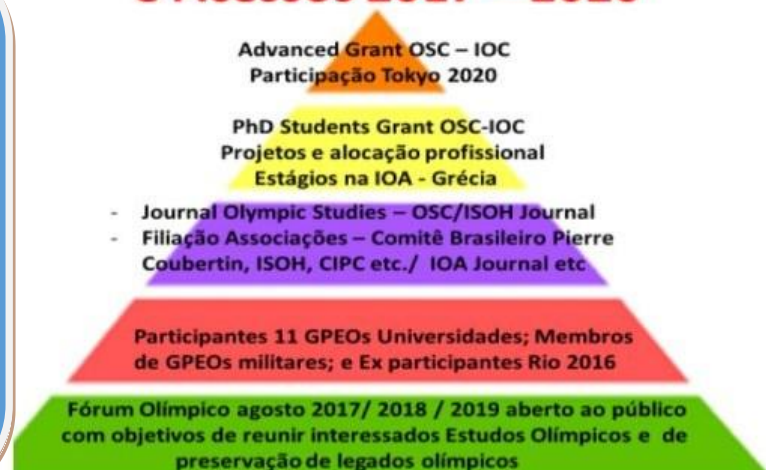 Advanced Grant OSC – IOC
Participação Tokyo 2020
PhD Students Grant OSC-IOC
Projetos e alocação profissional
Estágios na IOA - Grécia
- Journal Olympic Studies – OSC/ISOH Journal
- Filiação Associações – Comitê Brasileiro Pierre
Coubertin, ISOH, CIPC etc./ IOA Journal etc
Participantes 11 GPEOs Universidades; Membros
de GPEOs militares; e Ex participantes Rio 2016
Fórum Olímpico agosto 2017/ 2018 / 2019 aberto ao público
com objetivos de reunir interessados Estudos Olímpicos e de
preservação de legados olímpicos